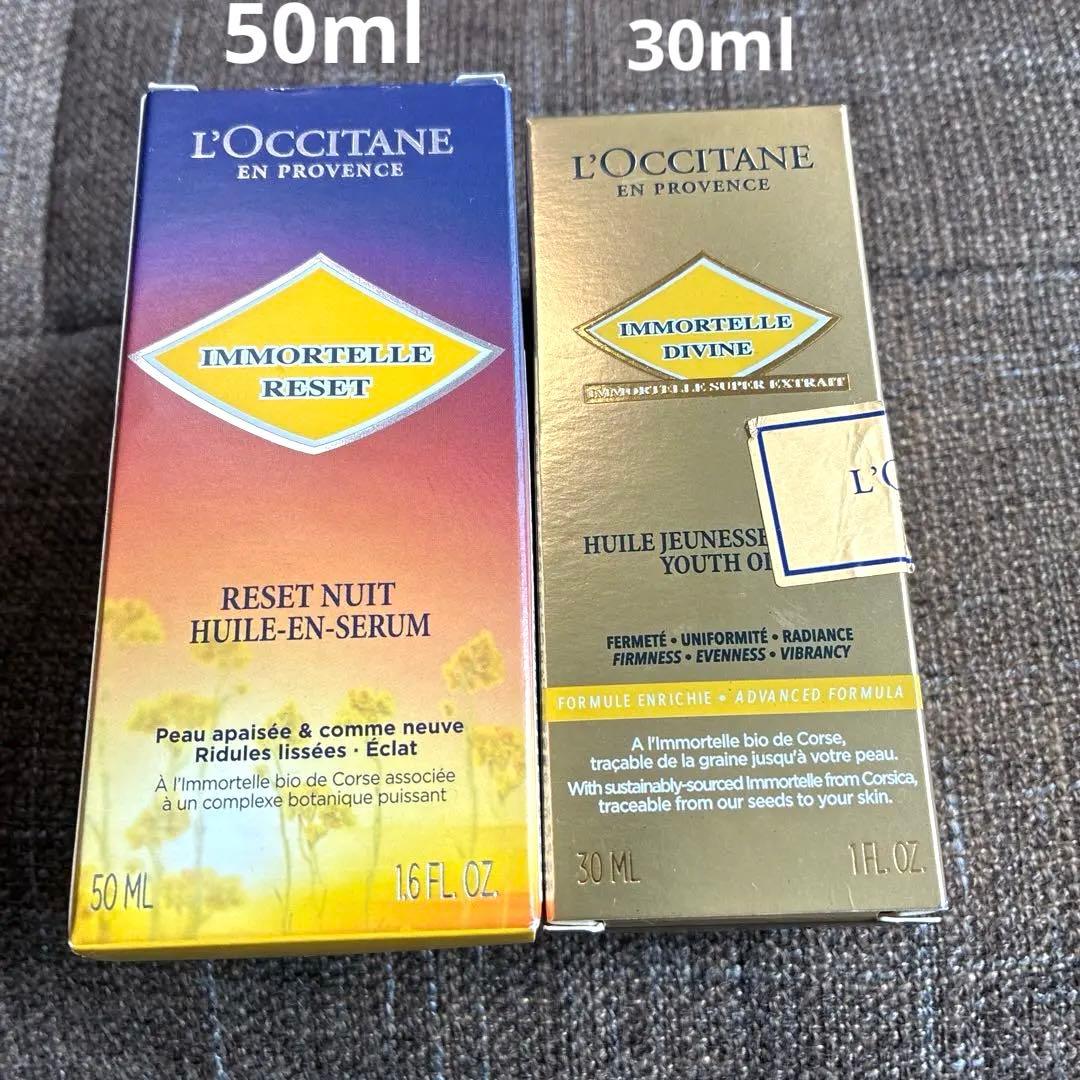 50ml
30ml
L'OCCITANE
EN PROVENCE
IMMORTELLE
RESET
RESET NUIT
HUILE-EN-SERUM
Peau apaisée & comme neuve
Ridules lissées · Éclat
À l'Immortelle bio de Corse associée
à un complexe botanique puissant
50 ML
1.6 FL. OZ.
L'OCCITANE
EN PROVENCE
IMMORTELLE
DIVINE
IMMORTELLE SUPER EXTRAIT
L'O
HUILE JEUNESSE
YOUTH
FERMETÉ • UNIFORMITÉ • RADIANCE
FIRMNESS • EVENNESS • VIBRANCY
FORMULE ENRICHIE • ADVANCED FORMULA
A l'Immortelle bio de Corse,
traçable de la graine jusqu'à votre peau.
With sustainably-sourced Immortelle from Corsica,
traceable from our seeds to your skin.
30 ML
1 FL. OZ.